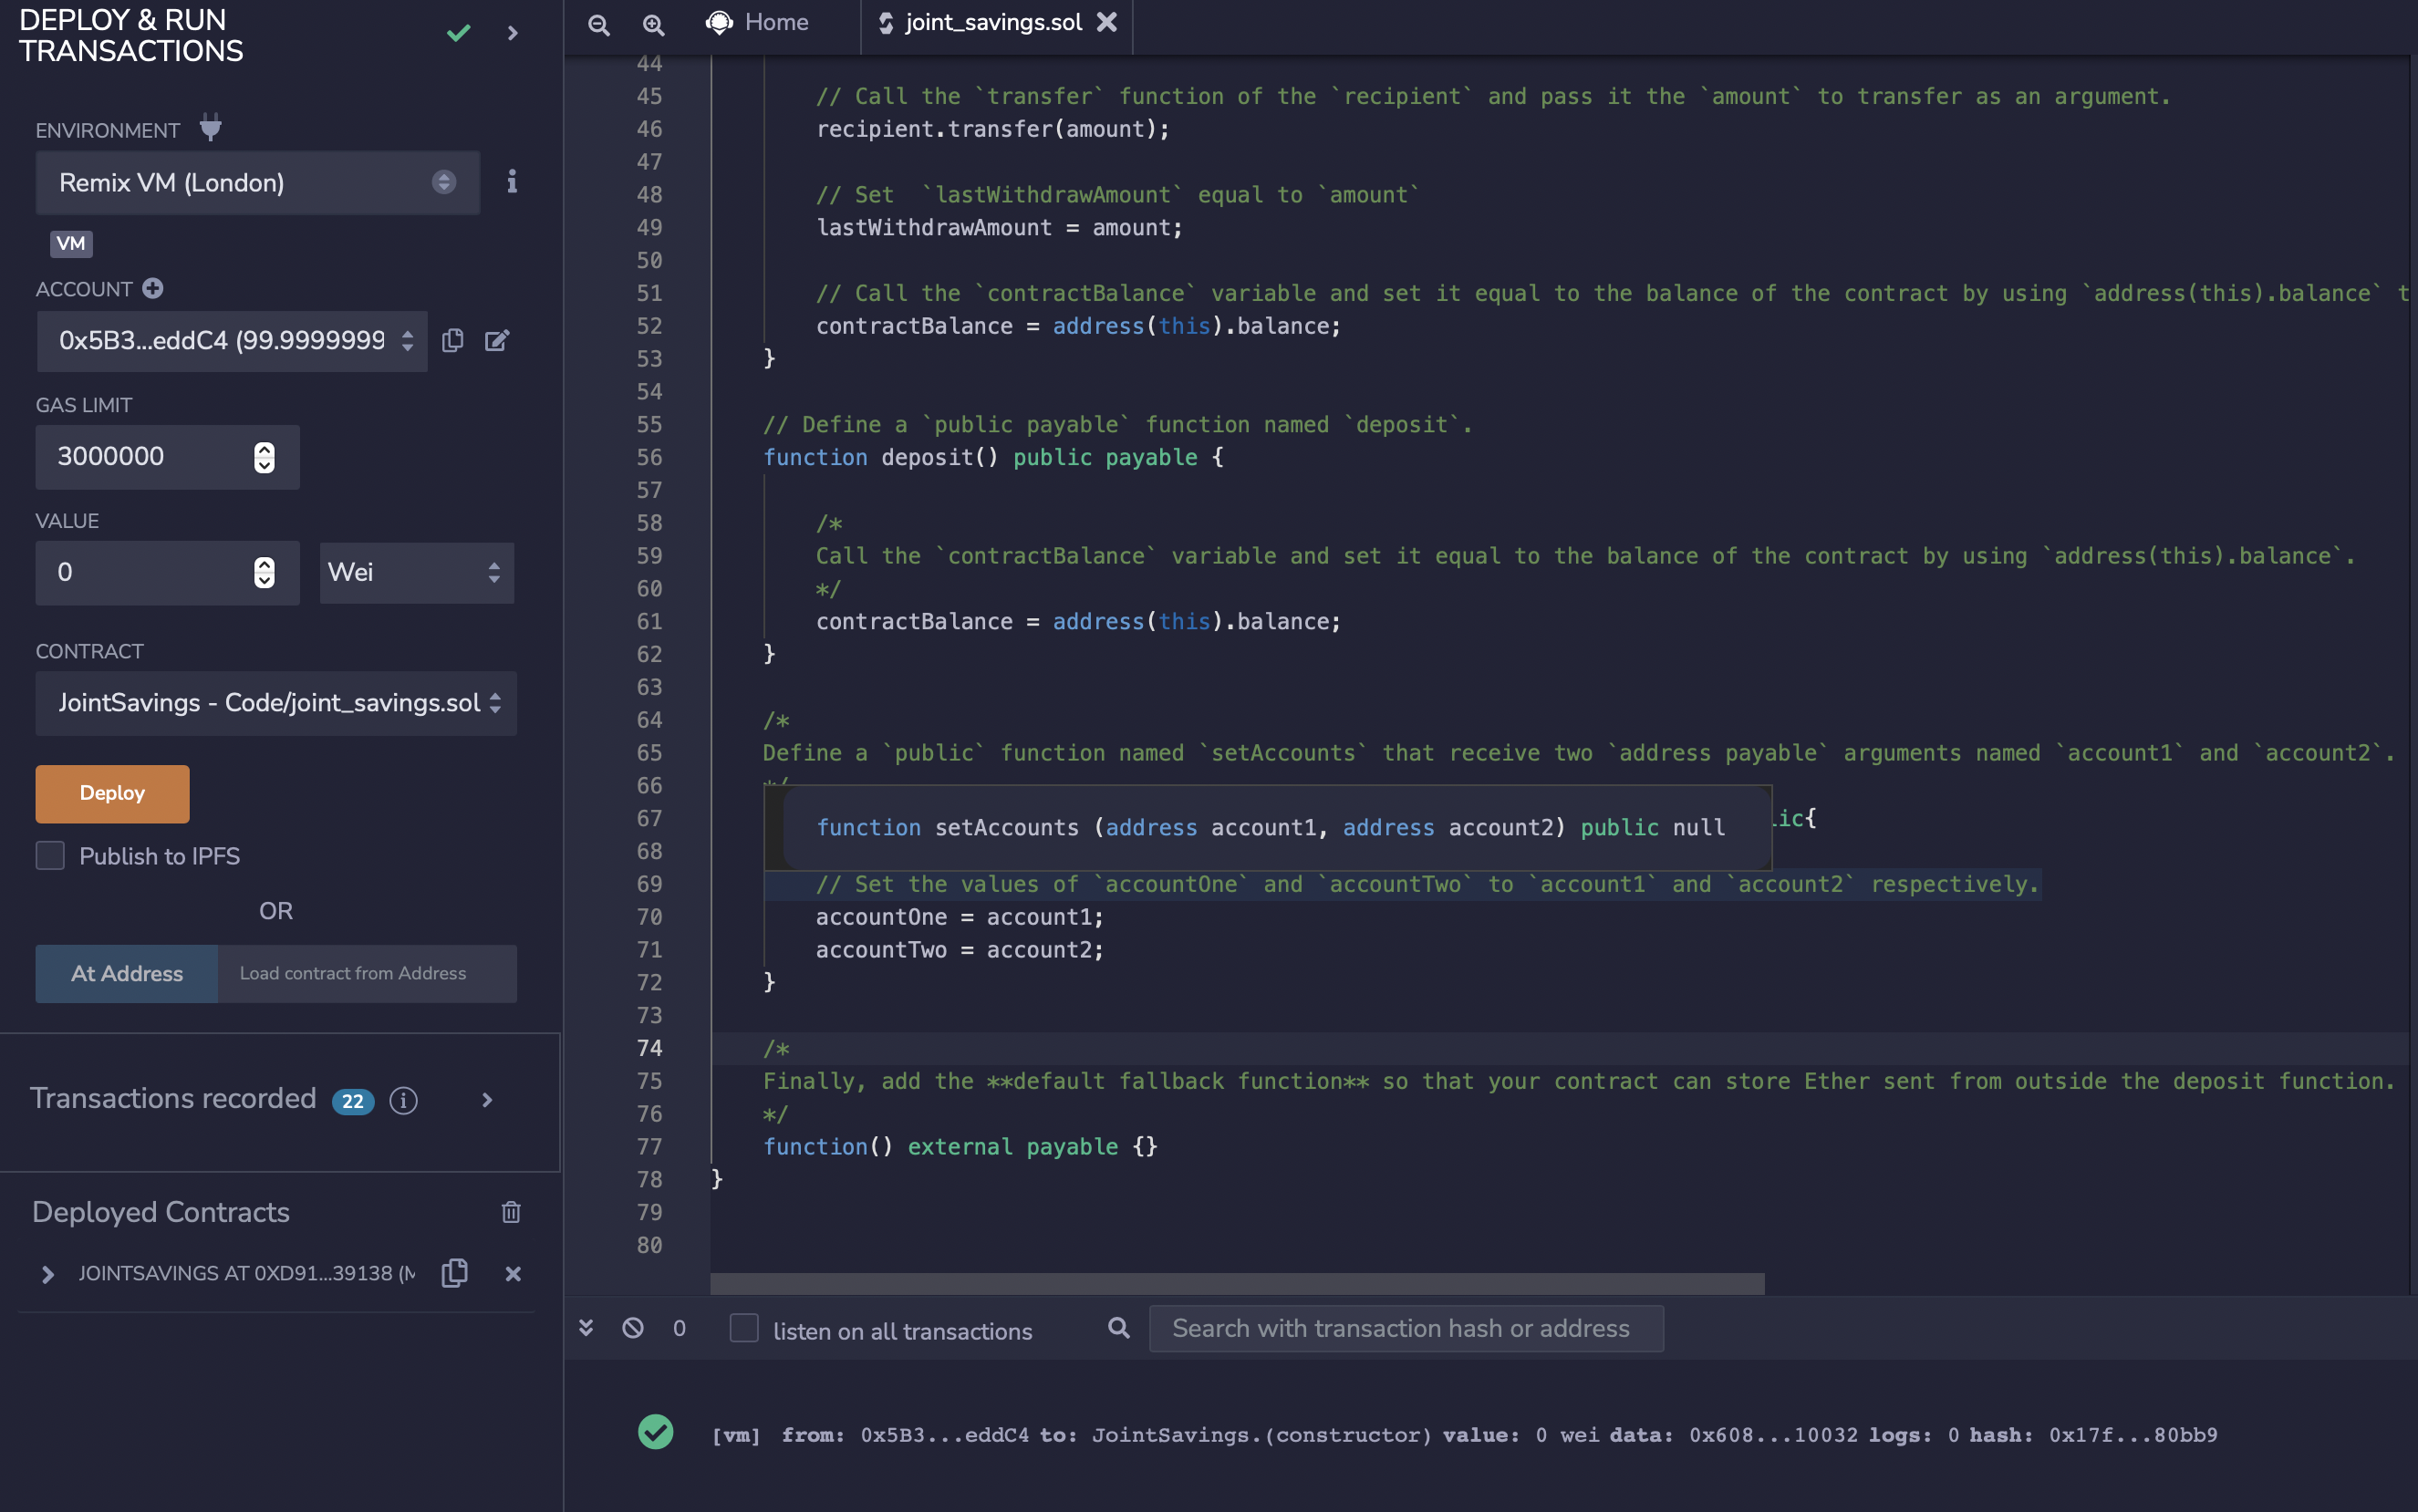 DEPLOY & RUN
TRANSACTIONS
ENVIRONMENT
Remix VM (London)
VM
ACCOUNT
0x5B3...eddC4 (99.9999999
GAS LIMIT
3000000
VALUE
0
Wei
CONTRACT
JointSavings - Code/joint_savings.sol
Deploy
Publish to IPFS
OR
At Address
Load contract from Address
Transactions recorded 22
Deployed Contracts
JOINTSAVINGS AT 0XD91...39138 (M
Home
joint_savings.sol
44
45 // Call the `transfer` function of the `recipient` and pass it the `amount` to transfer as an argument.
46 recipient.transfer(amount);
47
48 // Set  `lastWithdrawAmount` equal to `amount`
49 lastWithdrawAmount = amount;
50
51 // Call the `contractBalance` variable and set it equal to the balance of the contract by using `address(this).balance` t
52 contractBalance = address(this).balance;
53 }
54
55 // Define a `public payable` function named `deposit`.
56 function deposit() public payable {
57
58 /*
59 Call the `contractBalance` variable and set it equal to the balance of the contract by using `address(this).balance`.
60 */
61 contractBalance = address(this).balance;
62 }
63
64 /*
65 Define a `public` function named `setAccounts` that receive two `address payable` arguments named `account1` and `account2`.
66 */
67 lic{
function setAccounts (address account1, address account2) public null
68
69 // Set the values of `accountOne` and `accountTwo` to `account1` and `account2` respectively.
70 accountOne = account1;
71 accountTwo = account2;
72 }
73
74 /*
75 Finally, add the **default fallback function** so that your contract can store Ether sent from outside the deposit function.
76 */
77 function() external payable {}
78 }
79
80
0
listen on all transactions
Search with transaction hash or address
[vm] from: 0x5B3...eddC4 to: JointSavings.(constructor) value: 0 wei data: 0x608...10032 logs: 0 hash: 0x17f...80bb9